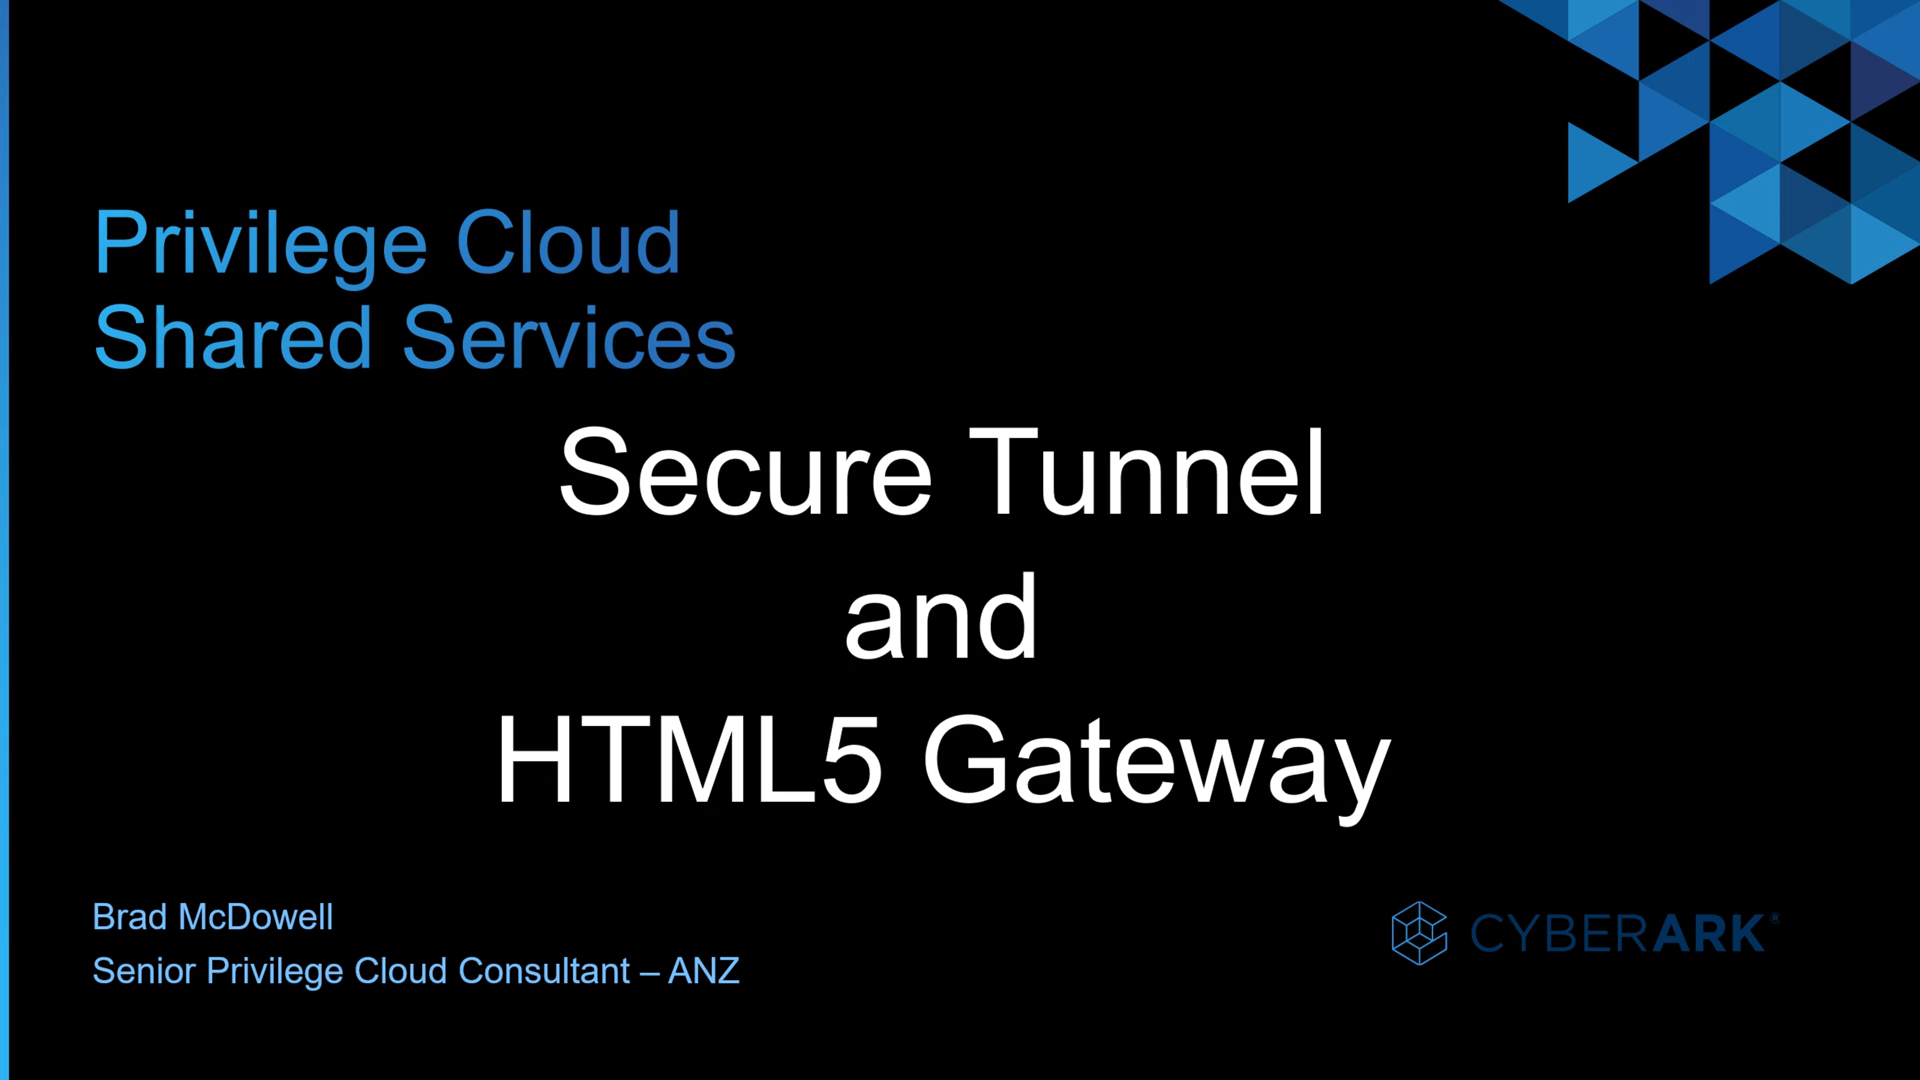 Privilege Cloud
Shared Services
Secure Tunnel
and
HTML5 Gateway
Brad McDowell
Senior Privilege Cloud Consultant – ANZ
CYBERARK®